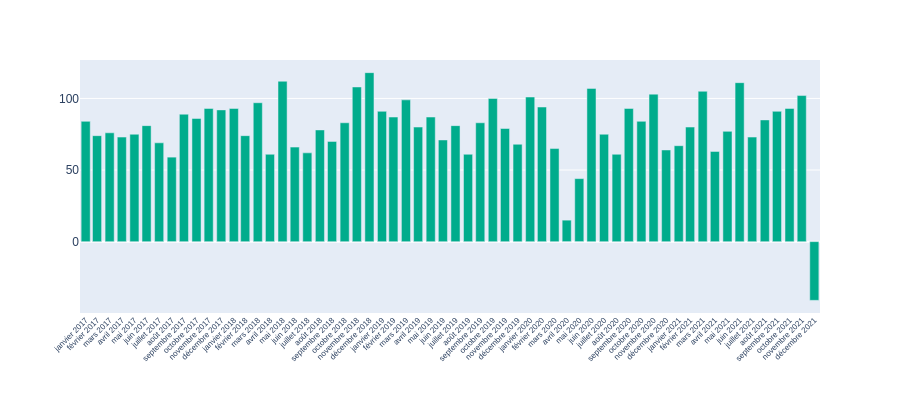 100
50
0
janvier 2017
février 2017
mars 2017
avril 2017
mai 2017
juin 2017
juillet 2017
août 2017
septembre 2017
octobre 2017
novembre 2017
décembre 2017
janvier 2018
février 2018
mars 2018
avril 2018
mai 2018
juin 2018
juillet 2018
août 2018
septembre 2018
octobre 2018
novembre 2018
décembre 2018
janvier 2019
février 2019
mars 2019
avril 2019
mai 2019
juin 2019
juillet 2019
août 2019
septembre 2019
octobre 2019
novembre 2019
décembre 2019
janvier 2020
février 2020
mars 2020
avril 2020
mai 2020
juin 2020
juillet 2020
août 2020
septembre 2020
octobre 2020
novembre 2020
décembre 2020
janvier 2021
février 2021
mars 2021
avril 2021
mai 2021
juin 2021
juillet 2021
août 2021
septembre 2021
octobre 2021
novembre 2021
décembre 2021